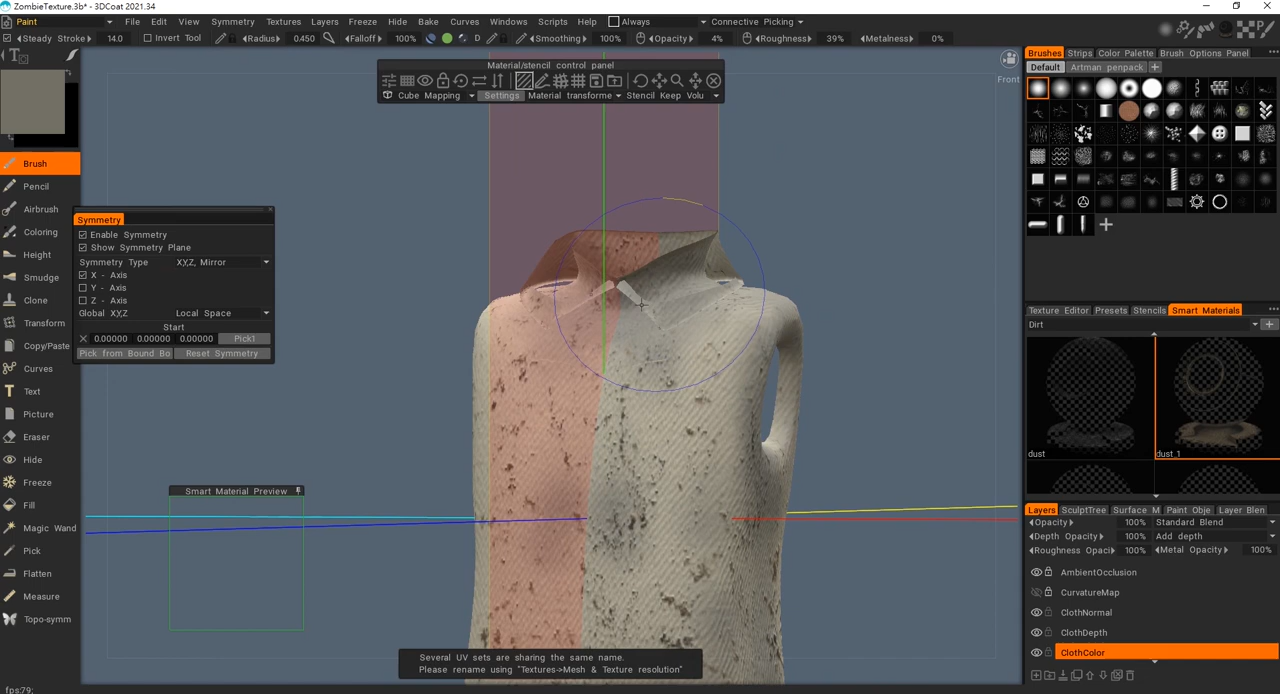 ZombieTexture.3b* - 3DCoat 2021.34
Paint File Edit View Symmetry Textures Layers Freeze Hide Bake Curves Windows Scripts Help Always Connective Picking
Steady Stroke 14.0 Invert Tool Radius 0.450 Falloff 100% D Smoothing 100% Opacity 4% Roughness 39% Metalness 0%
Material/stencil control panel
Cube Mapping Settings Material transforme Stencil Keep Volu
Front
Brush
Pencil
Airbrush
Coloring
Height
Smudge
Clone
Transform
Copy/Paste
Curves
Text
Picture
Eraser
Hide
Freeze
Fill
Magic Wand
Pick
Flatten
Measure
Topo-symm
Symmetry
Enable Symmetry
Show Symmetry Plane
Symmetry Type X,Y,Z, Mirror
X - Axis
Y - Axis
Z - Axis
Global X,Y,Z Local Space
Start
0.00000 0.00000 0.00000 Pick1
Pick from Bound Bo Reset Symmetry
Smart Material Preview
Several UV sets are sharing the same name.
Please rename using "Textures->Mesh & Texture resolution"
Brushes Strips Color Palette Brush Options Panel
Default Artman penpack
Texture Editor Presets Stencils Smart Materials
Dirt
dust dust_1
Layers SculptTree Surface M Paint Obje Layer Blen
Opacity 100% Standard Blend
Depth Opacity 100% Add depth
Roughness Opaci 100% Metal Opacity 100%
AmbientOcclusion
CurvatureMap
ClothNormal
ClothDepth
ClothColor
fps:79;